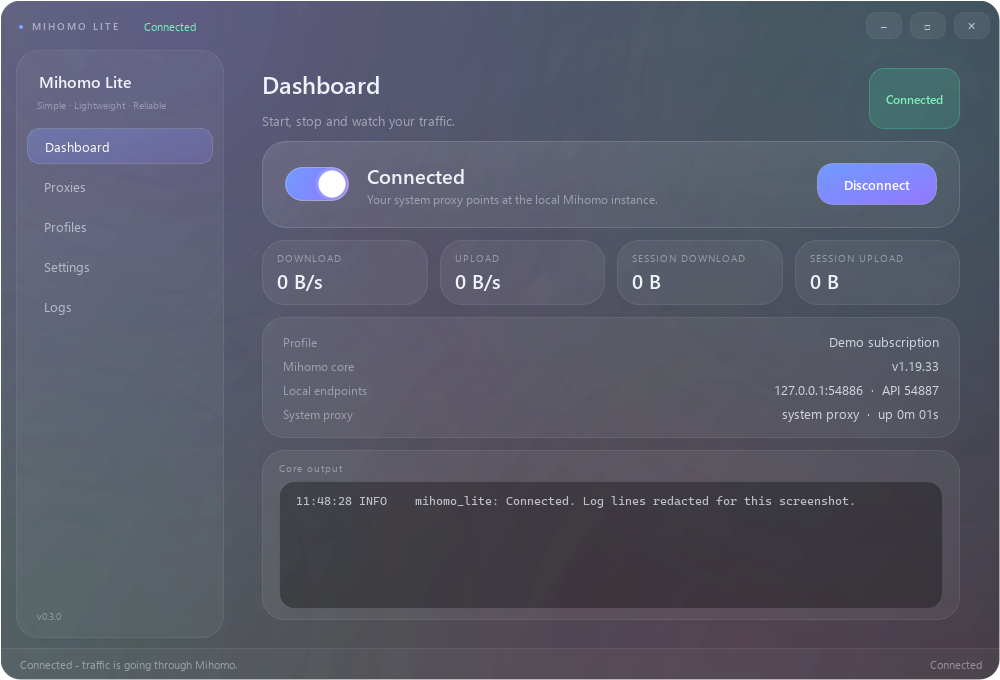 MIHOMO LITE Connected
Mihomo Lite
Simple · Lightweight · Reliable
Dashboard
Proxies
Profiles
Settings
Logs
v0.3.0
Dashboard
Start, stop and watch your traffic.
Connected
Connected
Your system proxy points at the local Mihomo instance.
Disconnect
DOWNLOAD
0 B/s
UPLOAD
0 B/s
SESSION DOWNLOAD
0 B
SESSION UPLOAD
0 B
Profile Demo subscription
Mihomo core v1.19.33
Local endpoints 127.0.0.1:54886 · API 54887
System proxy system proxy · up 0m 01s
Core output
11:48:28 INFO mihomo_lite: Connected. Log lines redacted for this screenshot.
Connected - traffic is going through Mihomo. Connected